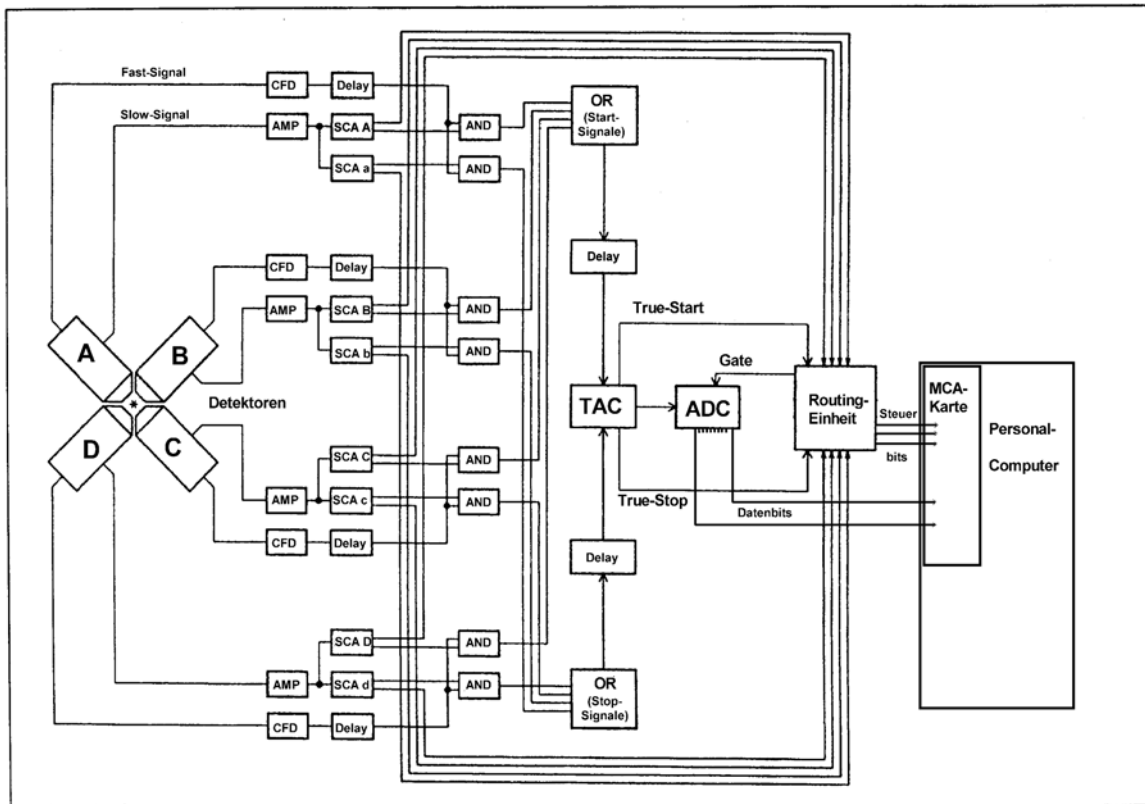 Fast-Signal
CFD
Delay
Slow-Signal
AMP
SCA A
AND
SCA a
AND
OR
(Start-
Signale)
Delay
CFD
Delay
AMP
SCA B
AND
SCA b
AND
A
B
Detektoren
D
C
*
True-Start
Gate
TAC
ADC
Routing-
Einheit
Steuer
bits
MCA-
Karte
Personal-
Computer
True-Stop
Datenbits
SCA C
AND
AMP
SCA c
AND
CFD
Delay
Delay
SCA D
AND
AMP
SCA d
AND
CFD
Delay
OR
(Stop-
Signale)